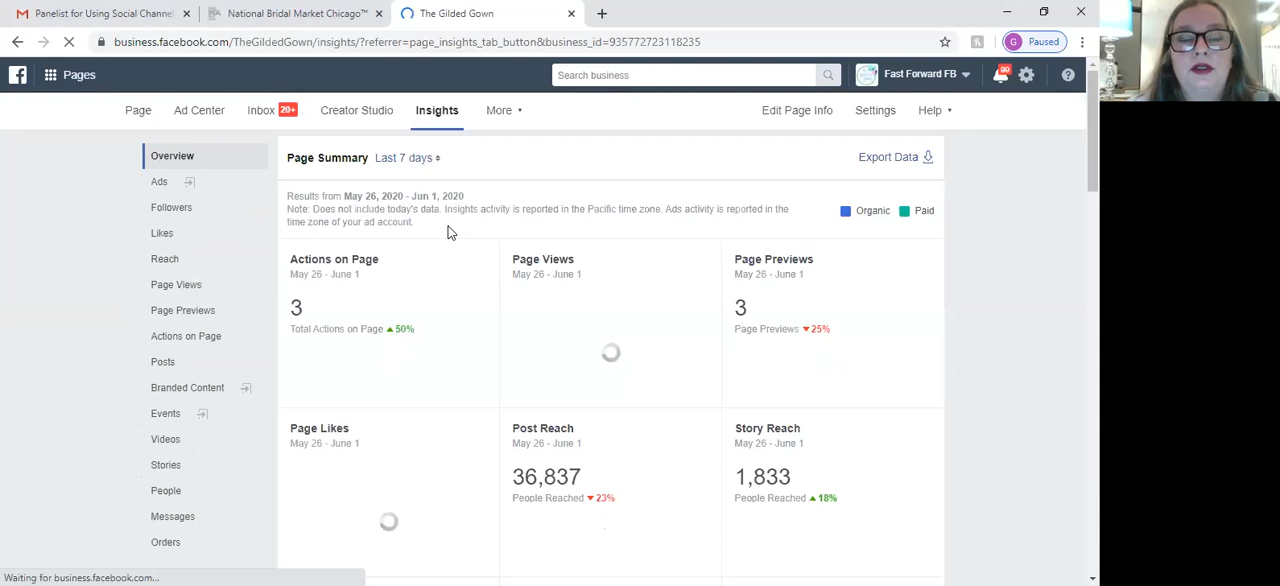 Panelist for Using Social Channel
National Bridal Market Chicago™
The Gilded Gown
business.facebook.com/TheGildedGown/insights/?referrer=page_insights_tab_button&business_id=935772723118235
G Paused
Pages
Search business
Fast Forward FB
99
Page
Ad Center
Inbox 20+
Creator Studio
Insights
More
Edit Page Info
Settings
Help
Overview
Ads
Followers
Likes
Reach
Page Views
Page Previews
Actions on Page
Posts
Branded Content
Events
Videos
Stories
People
Messages
Orders
Page Summary Last 7 days
Export Data
Results from May 26, 2020 - Jun 1, 2020
Note: Does not include today's data. Insights activity is reported in the Pacific time zone. Ads activity is reported in the
time zone of your ad account.
Organic Paid
Actions on Page
May 26 - June 1
3
Total Actions on Page 50%
Page Views
May 26 - June 1
Page Previews
May 26 - June 1
3
Page Previews 25%
Page Likes
May 26 - June 1
Post Reach
May 26 - June 1
36,837
People Reached 23%
Story Reach
May 26 - June 1
1,833
People Reached 18%
Waiting for business.facebook.com...